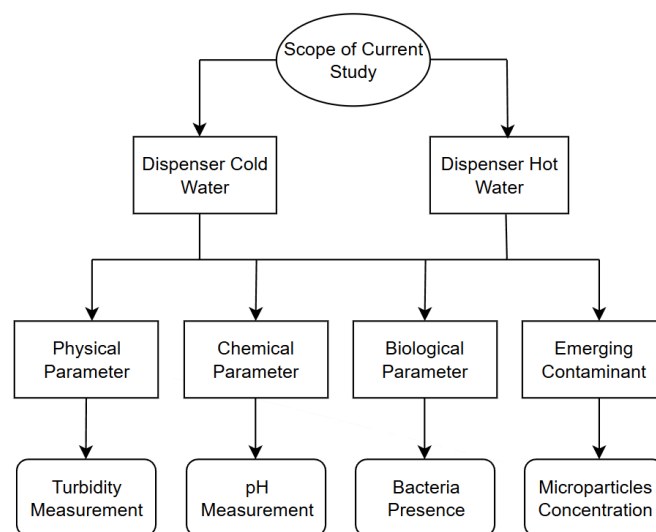 Scope of Current
Study
Dispenser Cold
Water
Dispenser Hot
Water
Physical
Parameter
Chemical
Parameter
Biological
Parameter
Emerging
Contaminant
Turbidity
Measurement
pH
Measurement
Bacteria
Presence
Microparticles
Concentration